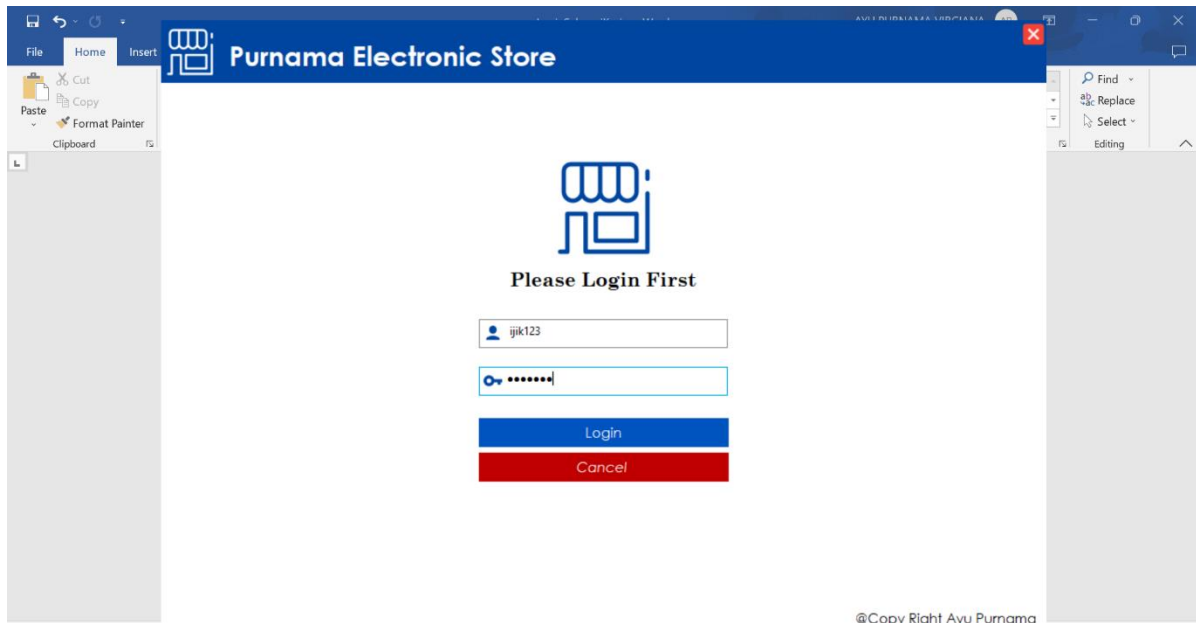 File Home Insert
Purnama Electronic Store
Cut
Copy
Paste
Format Painter
Clipboard
Find
Replace
Select
Editing
Please Login First
ijik123
•••••••
Login
Cancel
@Copy Right Ayu Purnama